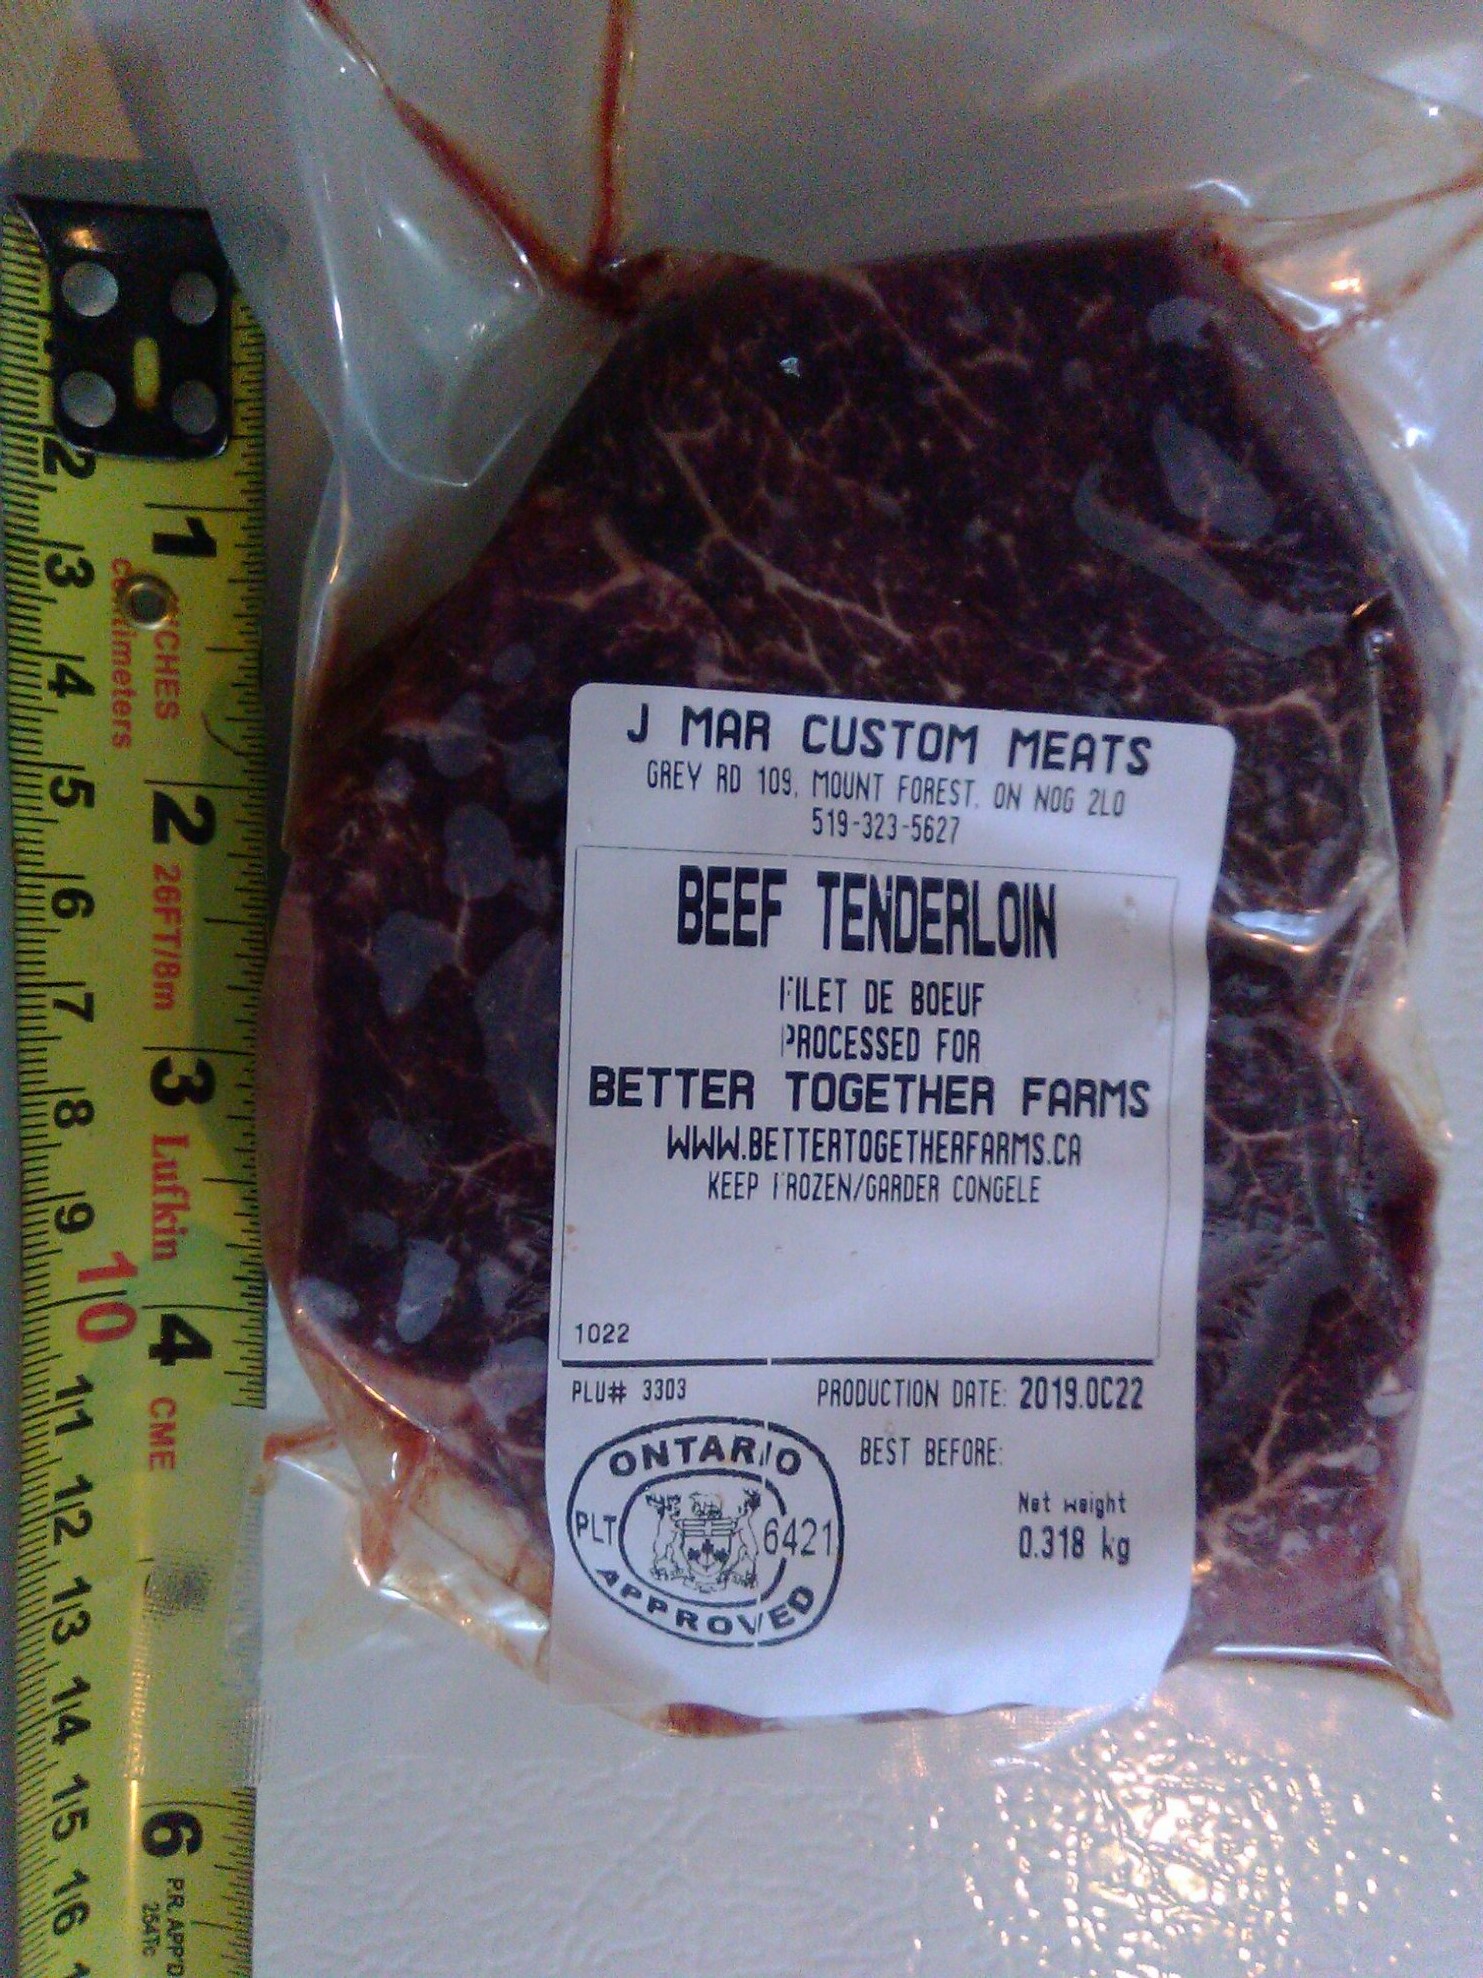 J MAR CUSTOM MEATS
GREY RD 109, MOUNT FOREST, ON N0G 2L0
519-323-5627
BEEF TENDERLOIN
FILET DE BOEUF
PROCESSED FOR
BETTER TOGETHER FARMS
WWW.BETTERTOGETHERFARMS.CA
KEEP FROZEN/GARDER CONGELE
1022
PLU# 3303
PRODUCTION DATE: 2019.OC22
BEST BEFORE:
Net weight
0.318 kg
ONTARIO
PLT 6421
APPROVED
1 INCHES 2 26FT/8m 3 Lufkin 4 CME 6 P.R. APP'D
centimeters
2 3 4 5 6 7 8 9 10 11 12 13 14 15 16